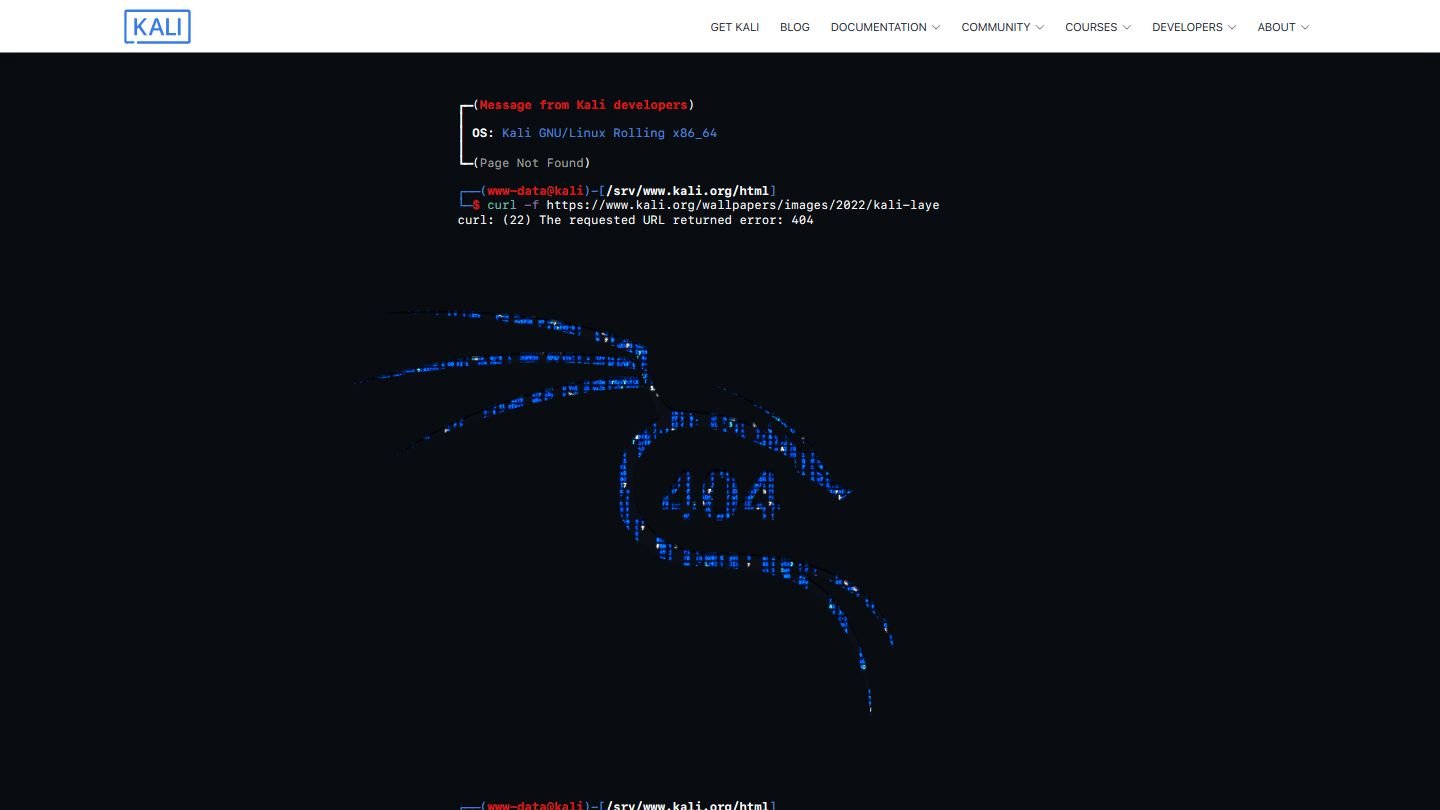 KALI
GET KALI BLOG DOCUMENTATION COMMUNITY COURSES DEVELOPERS ABOUT
┏━(Message from Kali developers)
┃ OS: Kali GNU/Linux Rolling x86_64
┗━(Page Not Found)
┌──(www-data@kali)-[/srv/www.kali.org/html]
└─$ curl -f https://www.kali.org/wallpapers/images/2022/kali-laye
curl: (22) The requested URL returned error: 404
404
┌──(www-data@kali)-[/srv/www.kali.org/html]